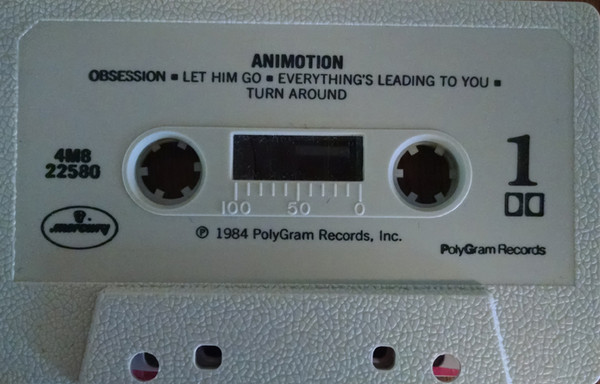 ANIMOTION
OBSESSION ▪ LET HIM GO ▪ EVERYTHING'S LEADING TO YOU ▪
TURN AROUND
4M8
22580
1
100 50 0
mercury
℗ 1984 PolyGram Records, Inc.
PolyGram Records